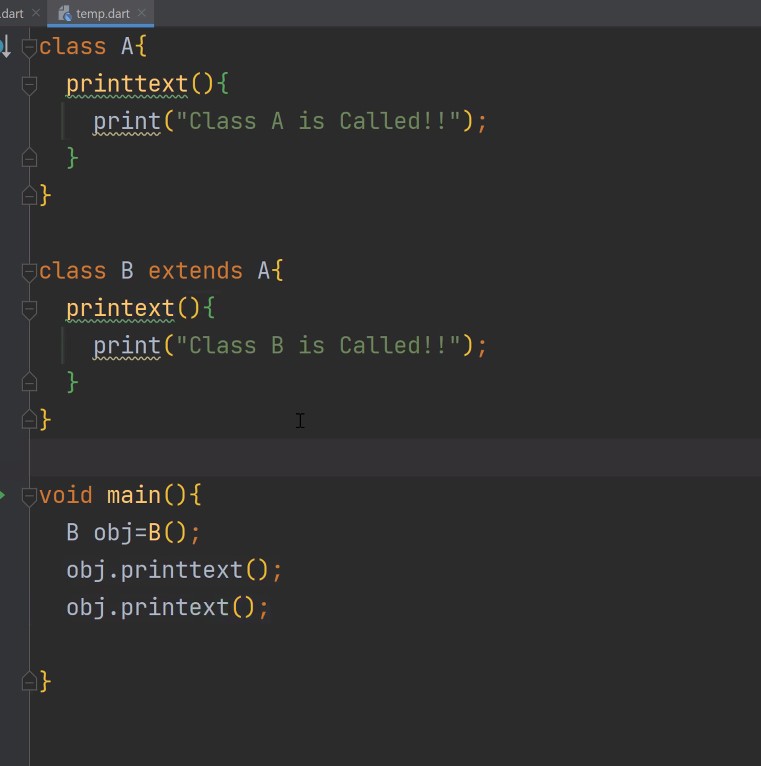 .dart temp.dart
class A{
printtext(){
print("Class A is Called!!");
}
}
class B extends A{
printext(){
print("Class B is Called!!");
}
}
void main(){
B obj=B();
obj.printtext();
obj.printext();
}